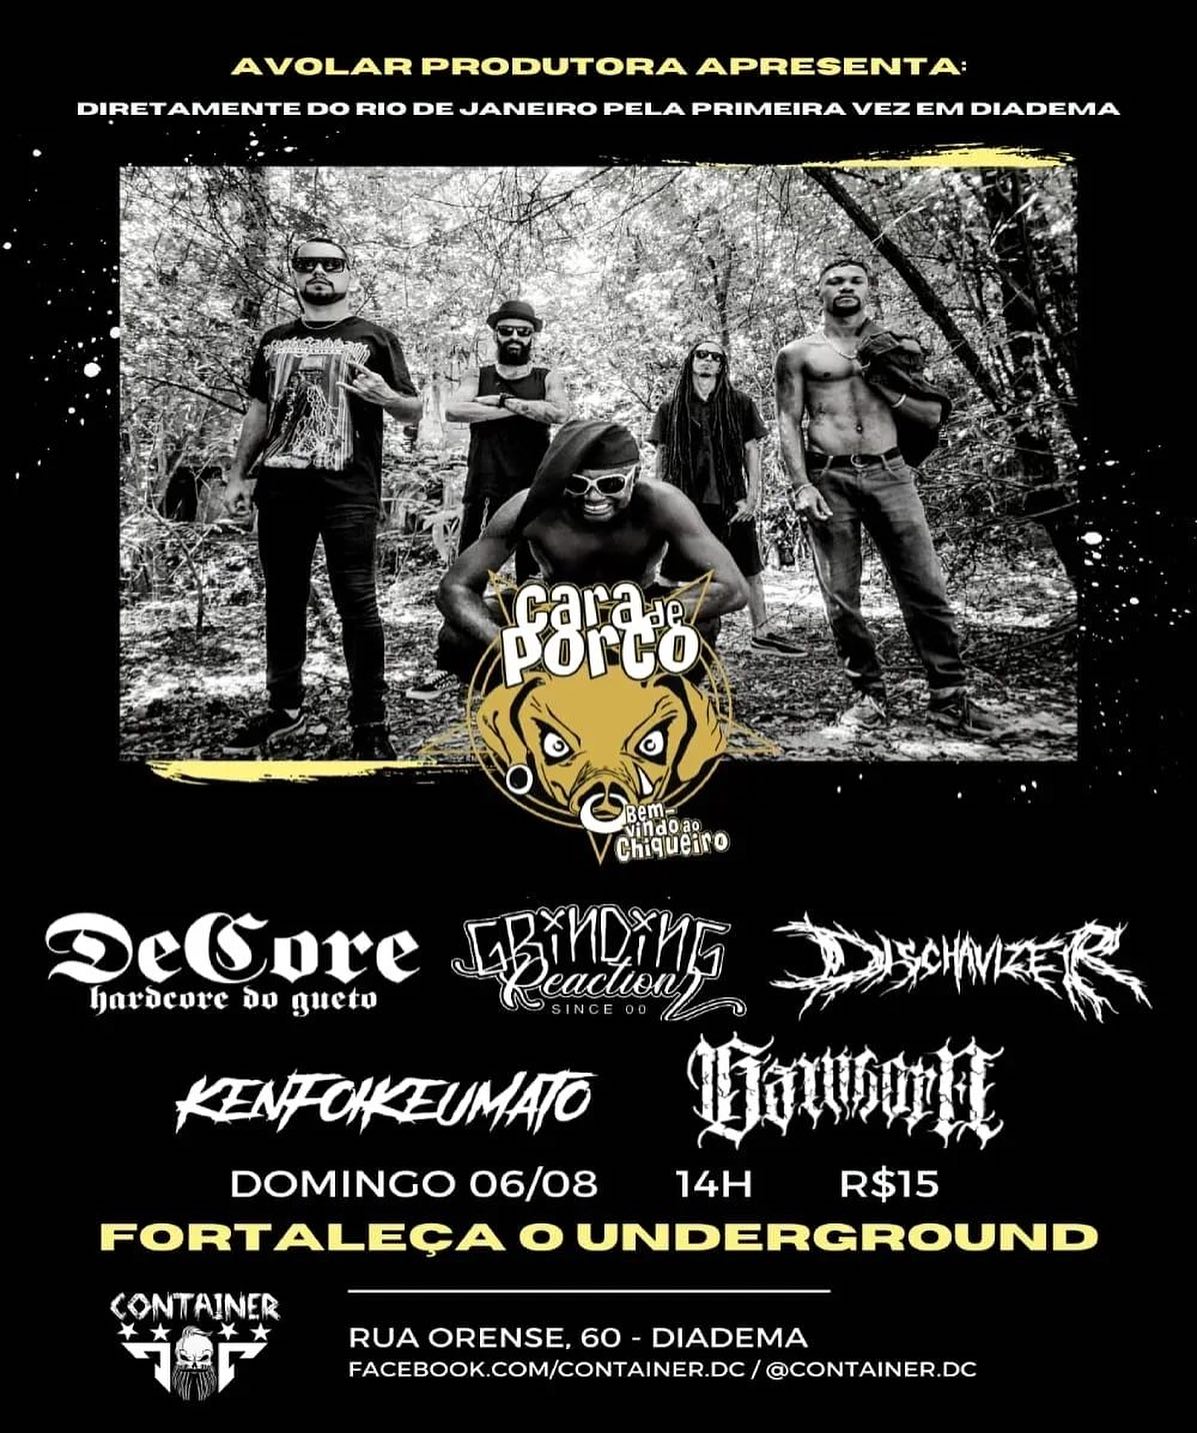 AVOLAR PRODUTORA APRESENTA:
DIRETAMENTE DO RIO DE JANEIRO PELA PRIMEIRA VEZ EM DIADEMA
cara de
porco
Bem-
vindo ao
Chiqueiro
DeCore
hardcore do gueto
GRINDING
Reaction
SINCE 00
DISCHAVIZER
KENFOIKEUMATO
DOMINGO 06/08 14H R$15
FORTALEÇA O UNDERGROUND
CONTAINER
DC
RUA ORENSE, 60 - DIADEMA
FACEBOOK.COM/CONTAINER.DC / @CONTAINER.DC